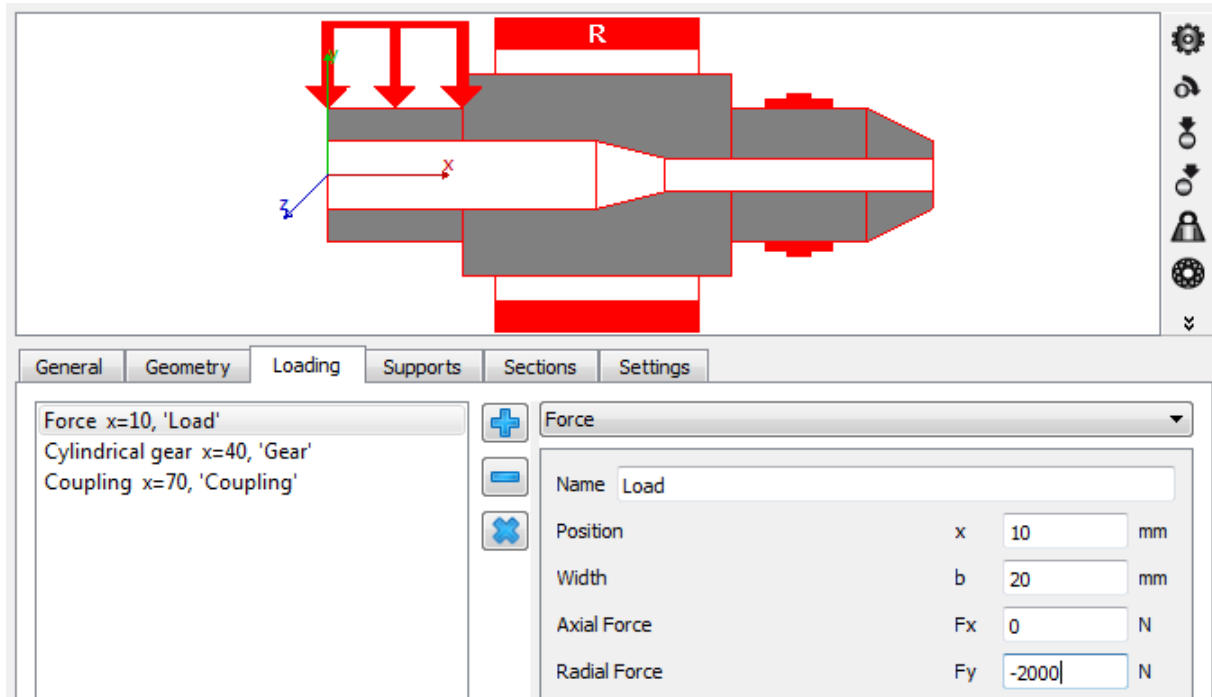 R
y
x
z
General Geometry Loading Supports Sections Settings
Force x=10, 'Load'
Cylindrical gear x=40, 'Gear'
Coupling x=70, 'Coupling'
Force
Name Load
Position x 10 mm
Width b 20 mm
Axial Force Fx 0 N
Radial Force Fy -2000 N